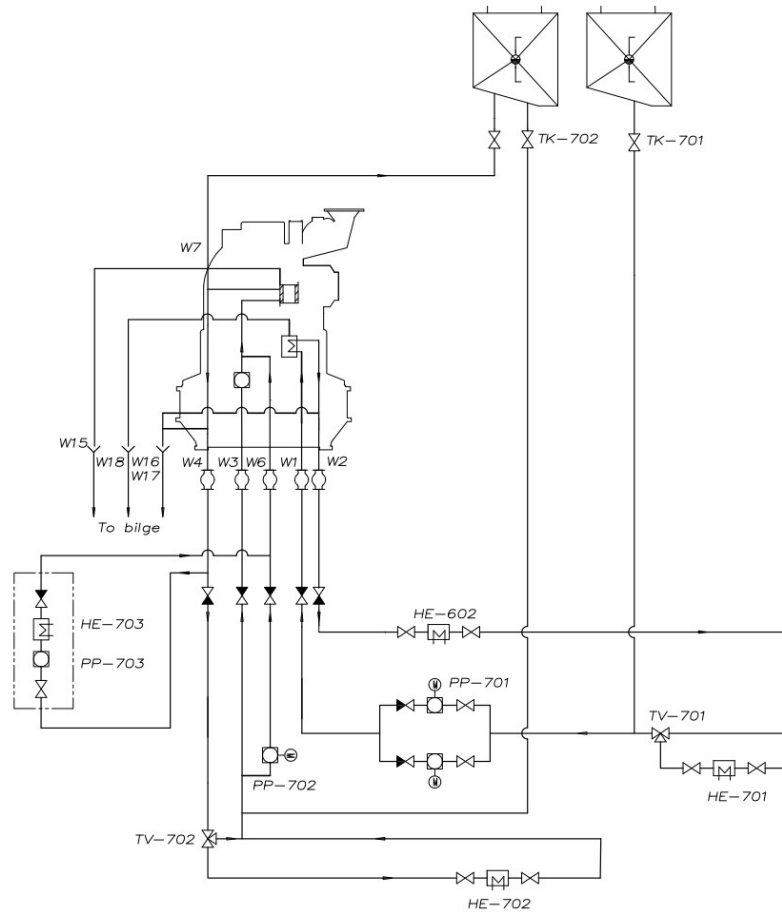 TK-702
TK-701
W7
W15
W18
W16
W17
W4
W3
W6
W1
W2
To bilge
HE-703
PP-703
HE-602
PP-701
TV-701
HE-701
PP-702
TV-702
HE-702
M
M
M